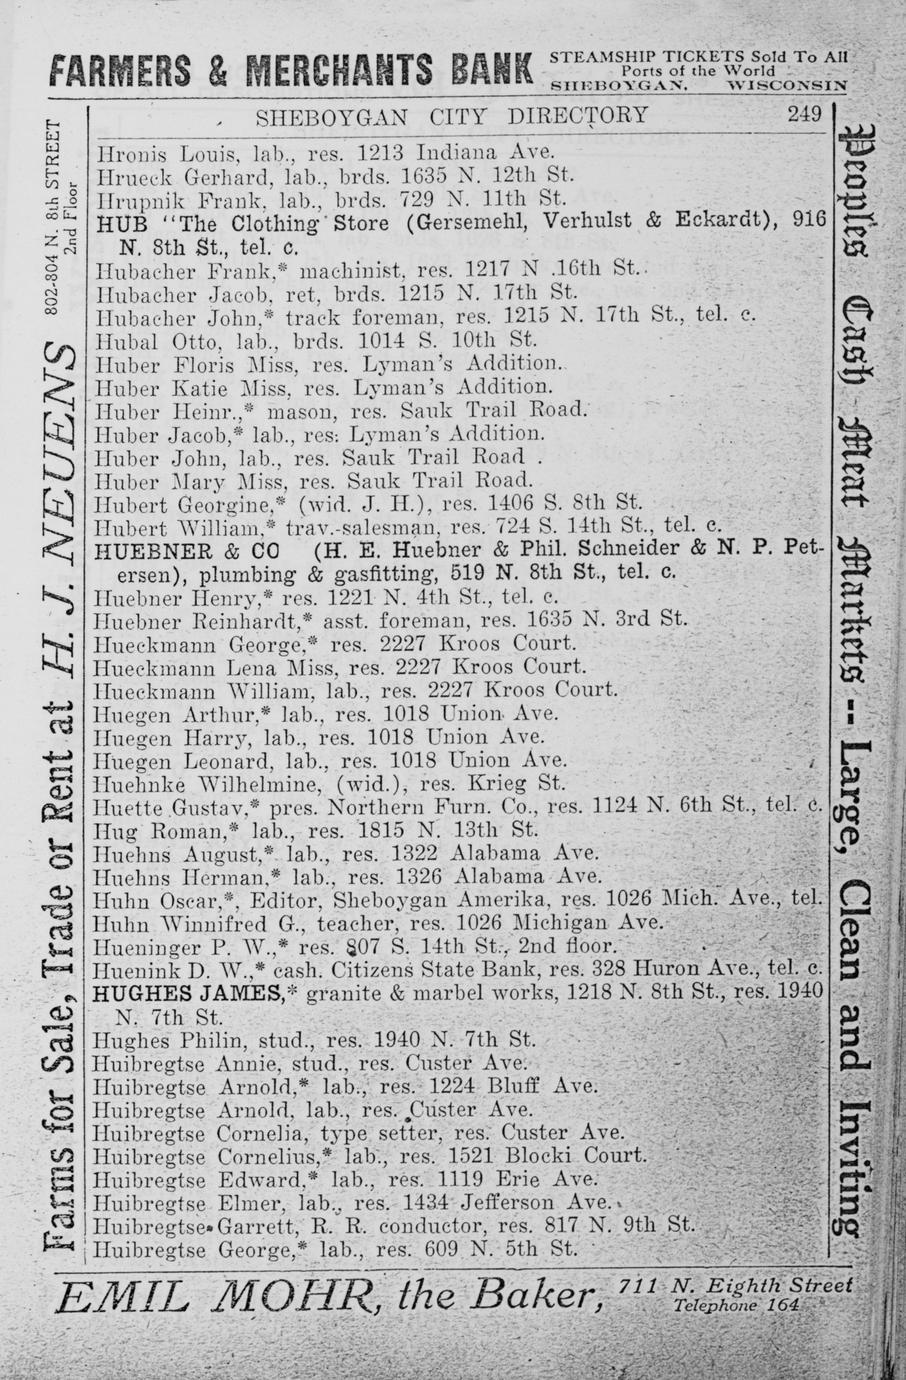 FARMERS & MERCHANTS BANK
STEAMSHIP TICKETS Sold To All
Ports of the World
SHEBOYGAN, WISCONSIN
SHEBOYGAN CITY DIRECTORY 249
Hronis Louis, lab., res. 1213 Indiana Ave.
Hrueck Gerhard, lab., brds. 1635 N. 12th St.
Hrupnik Frank, lab., brds. 729 N. 11th St.
HUB "The Clothing Store (Gersemehl, Verhulst & Eckardt), 916
N. 8th St., tel. c.
Hubacher Frank,* machinist, res. 1217 N .16th St.
Hubacher Jacob, ret, brds. 1215 N. 17th St.
Hubacher John,* track foreman, res. 1215 N. 17th St., tel. c.
Hubal Otto, lab., brds. 1014 S. 10th St.
Huber Floris Miss, res. Lyman's Addition.
Huber Katie Miss, res. Lyman's Addition.
Huber Heinr.,* mason, res. Sauk Trail Road.
Huber Jacob,* lab., res. Lyman's Addition.
Huber John, lab., res. Sauk Trail Road .
Huber Mary Miss, res. Sauk Trail Road.
Hubert Georgine,* (wid. J. H.), res. 1406 S. 8th St.
Hubert William,* trav.-salesman, res. 724 S. 14th St., tel. c.
HUEBNER & CO (H. E. Huebner & Phil. Schneider & N. P. Pet-
ersen), plumbing & gasfitting, 519 N. 8th St., tel. c.
Huebner Henry,* res. 1221 N. 4th St., tel. c.
Huebner Reinhardt,* asst. foreman, res. 1635 N. 3rd St.
Hueckmann George,* res. 2227 Kroos Court.
Hueckmann Lena Miss, res. 2227 Kroos Court.
Hueckmann William, lab., res. 2227 Kroos Court.
Huegen Arthur,* lab., res. 1018 Union Ave.
Huegen Harry, lab., res. 1018 Union Ave.
Huegen Leonard, lab., res. 1018 Union Ave.
Huehnke Wilhelmine, (wid.), res. Krieg St.
Huette Gustav,* pres. Northern Furn. Co., res. 1124 N. 6th St., tel. c.
Hug Roman,* lab., res. 1815 N. 13th St.
Huehns August,* lab., res. 1322 Alabama Ave.
Huehns Herman,* lab., res. 1326 Alabama Ave.
Huhn Oscar,*, Editor, Sheboygan Amerika, res. 1026 Mich. Ave., tel.
Huhn Winnifred G., teacher, res. 1026 Michigan Ave.
Hueninger P. W.,* res. 807 S. 14th St., 2nd floor.
Huenink D. W.,* cash. Citizens State Bank, res. 328 Huron Ave., tel. c.
HUGHES JAMES,* granite & marbel works, 1218 N. 8th St., res. 1940
N. 7th St.
Hughes Philin, stud., res. 1940 N. 7th St.
Huibregtse Annie, stud., res. Custer Ave.
Huibregtse Arnold,* lab., res. 1224 Bluff Ave.
Huibregtse Arnold, lab., res. Custer Ave.
Huibregtse Cornelia, type setter, res. Custer Ave.
Huibregtse Cornelius,* lab., res. 1521 Blocki Court.
Huibregtse Edward,* lab., res. 1119 Erie Ave.
Huibregtse Elmer, lab., res. 1434 Jefferson Ave.
Huibregtse Garrett, R. R. conductor, res. 817 N. 9th St.
Huibregtse George,* lab., res. 609 N. 5th St.
Farms for Sale, Trade or Rent at H. J. NEUENS 802-804 N. 8th STREET
2nd Floor
Peoples Cash Meat Markets -- Large, Clean and Inviting
EMIL MOHR, the Baker, 711 N. Eighth Street
Telephone 164